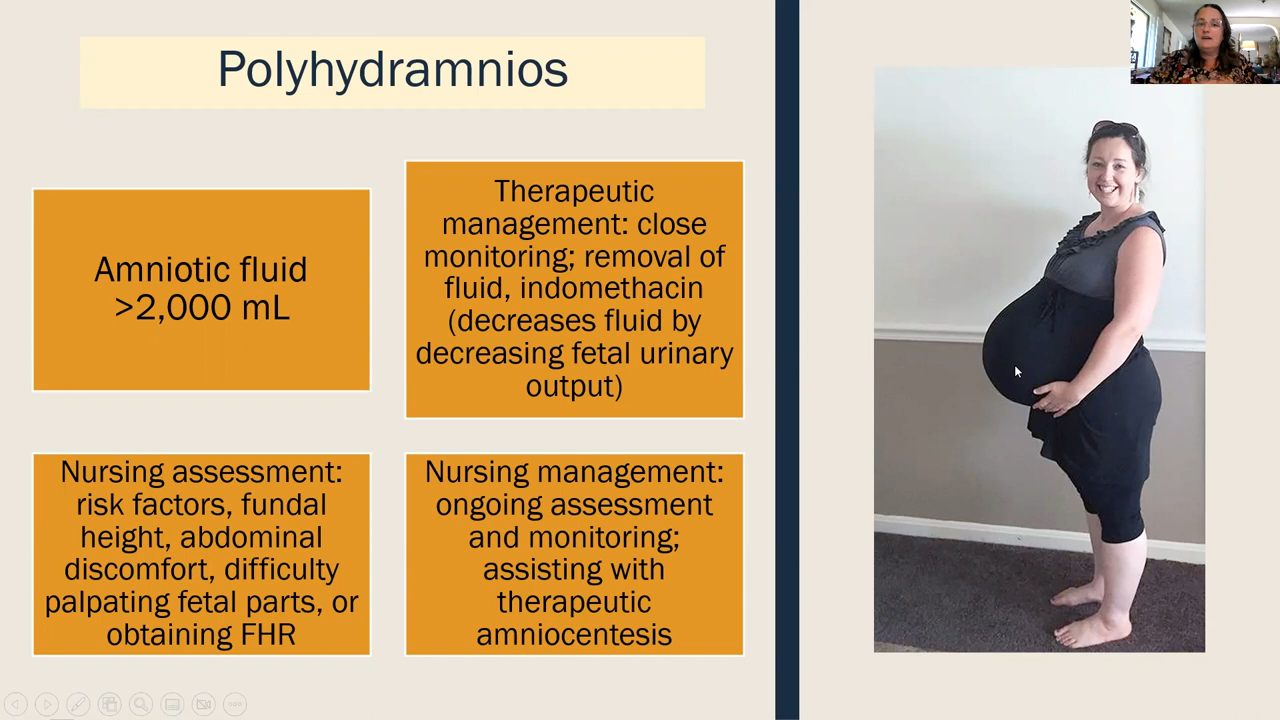 Polyhydramnios
Amniotic fluid
>2,000 mL
Therapeutic
management: close
monitoring; removal of
fluid, indomethacin
(decreases fluid by
decreasing fetal urinary
output)
Nursing assessment:
risk factors, fundal
height, abdominal
discomfort, difficulty
palpating fetal parts, or
obtaining FHR
Nursing management:
ongoing assessment
and monitoring;
assisting with
therapeutic
amniocentesis